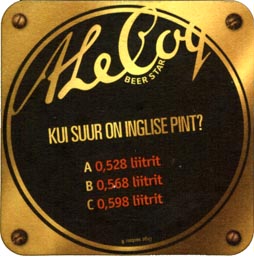 A Le Coq
BEER STAR
KUI SUUR ON INGLISE PINT?
A 0,528 liitrit
B 0,568 liitrit
C 0,598 liitrit